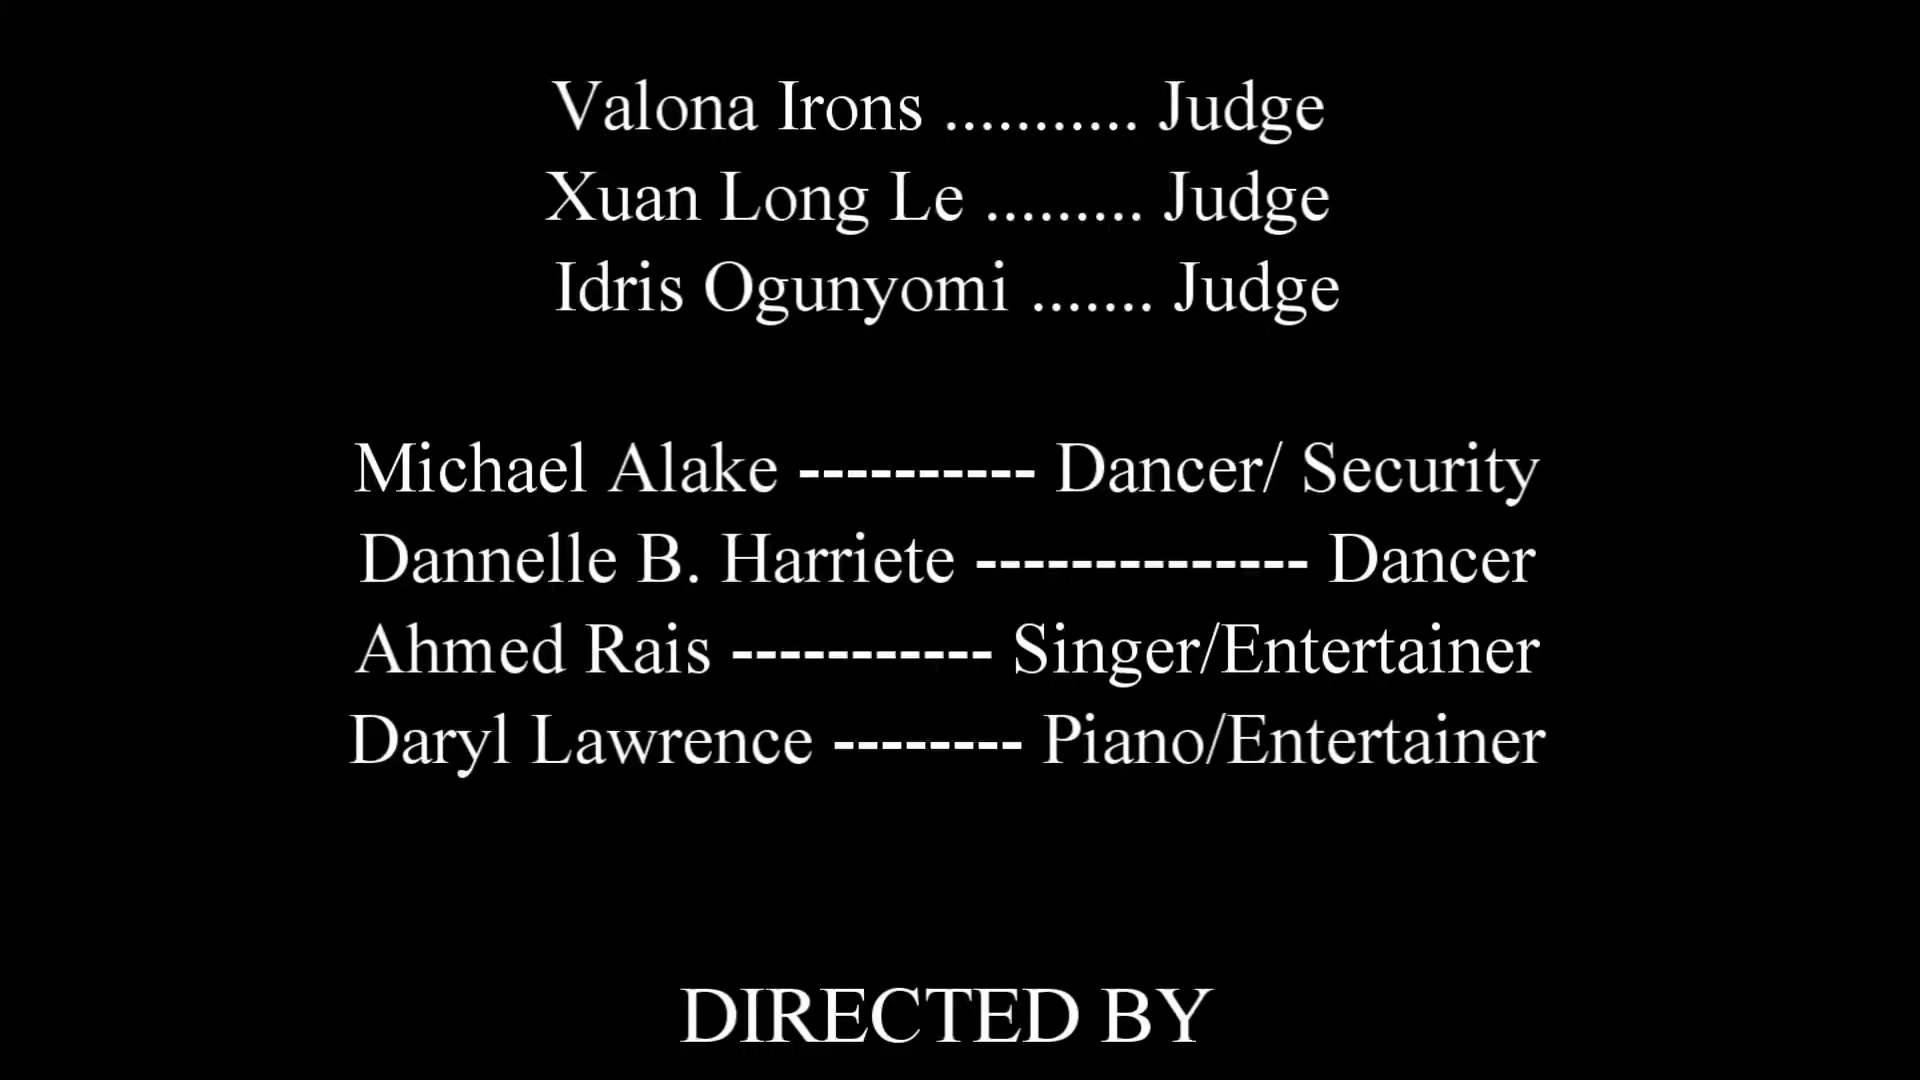 Valona Irons ........... Judge
Xuan Long Le ......... Judge
Idris Ogunyomi ....... Judge
Michael Alake ---------- Dancer/ Security
Dannelle B. Harriete -------------- Dancer
Ahmed Rais ----------- Singer/Entertainer
Daryl Lawrence -------- Piano/Entertainer
DIRECTED BY